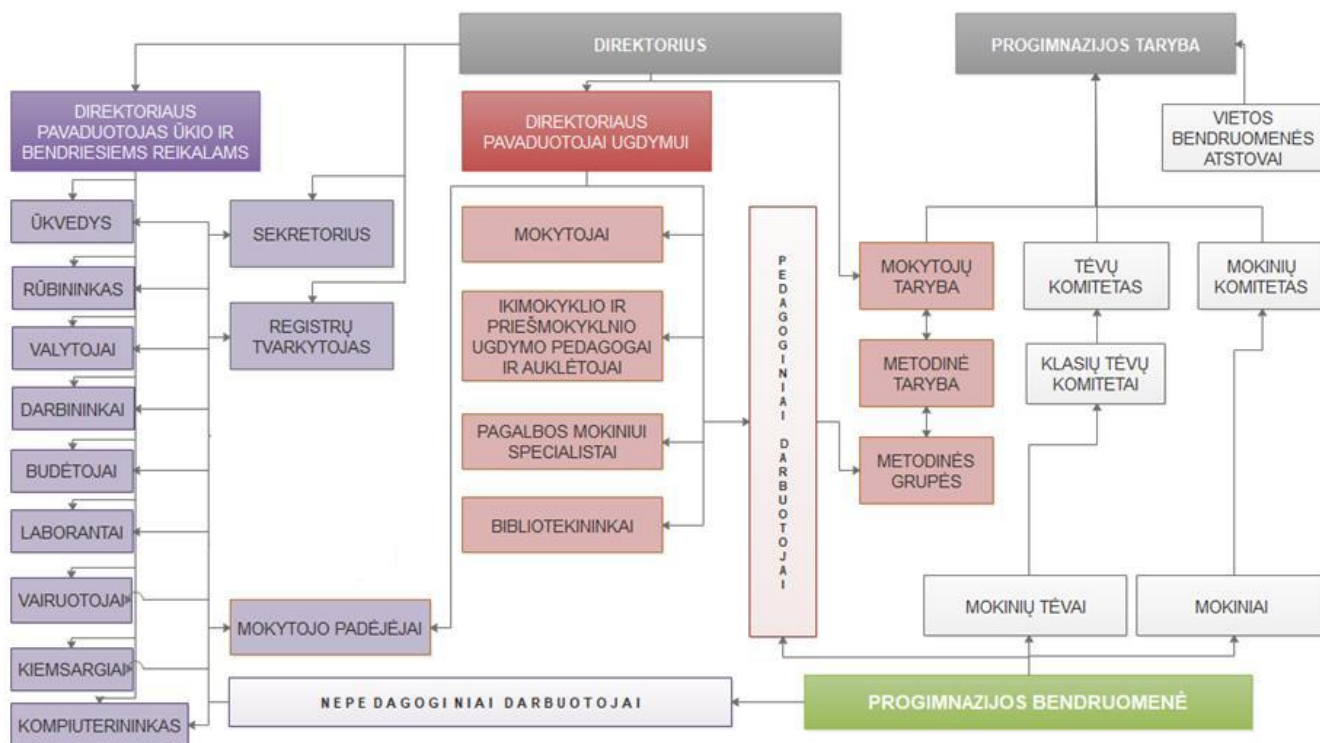 DIREKTORIUS
PROGIMNAZIJOS TARYBA
DIREKTORIAUS
PAVADUOTOJAS ŪKIO IR
BENDRIESIEMS REIKALAMS
DIREKTORIAUS
PAVADUOTOJAI UGDYMUI
VIETOS
BENDRUOMENĖS
ATSTOVAI
ŪKVEDYS
RŪBININKAS
VALYTOJAI
DARBININKAI
BUDĖTOJAI
LABORANTAI
VAIRUOTOJAI
KIEMSARGIAI
KOMPIUTERININKAS
SEKRETORIUS
REGISTRŲ
TVARKYTOJAS
MOKYTOJO PADĖJĖJAI
MOKYTOJAI
IKIMOKYKLIO IR
PRIEŠMOKYKLNIO
UGDYMO PEDAGOGAI
IR AUKLĖTOJAI
PAGALBOS MOKINIUI
SPECIALISTAI
BIBLIOTEKININKAI
PEDAGOGINIAI DARBUOTOJAI
MOKYTOJŲ
TARYBA
METODINĖ
TARYBA
METODINĖS
GRUPĖS
TĖVŲ
KOMITETAS
KLASIŲ TĖVŲ
KOMITETAI
MOKINIŲ TĖVAI
MOKINIŲ
KOMITETAS
MOKINIAI
NEPEDAGOGINIAI DARBUOTOJAI
PROGIMNAZIJOS BENDRUOMENĖ